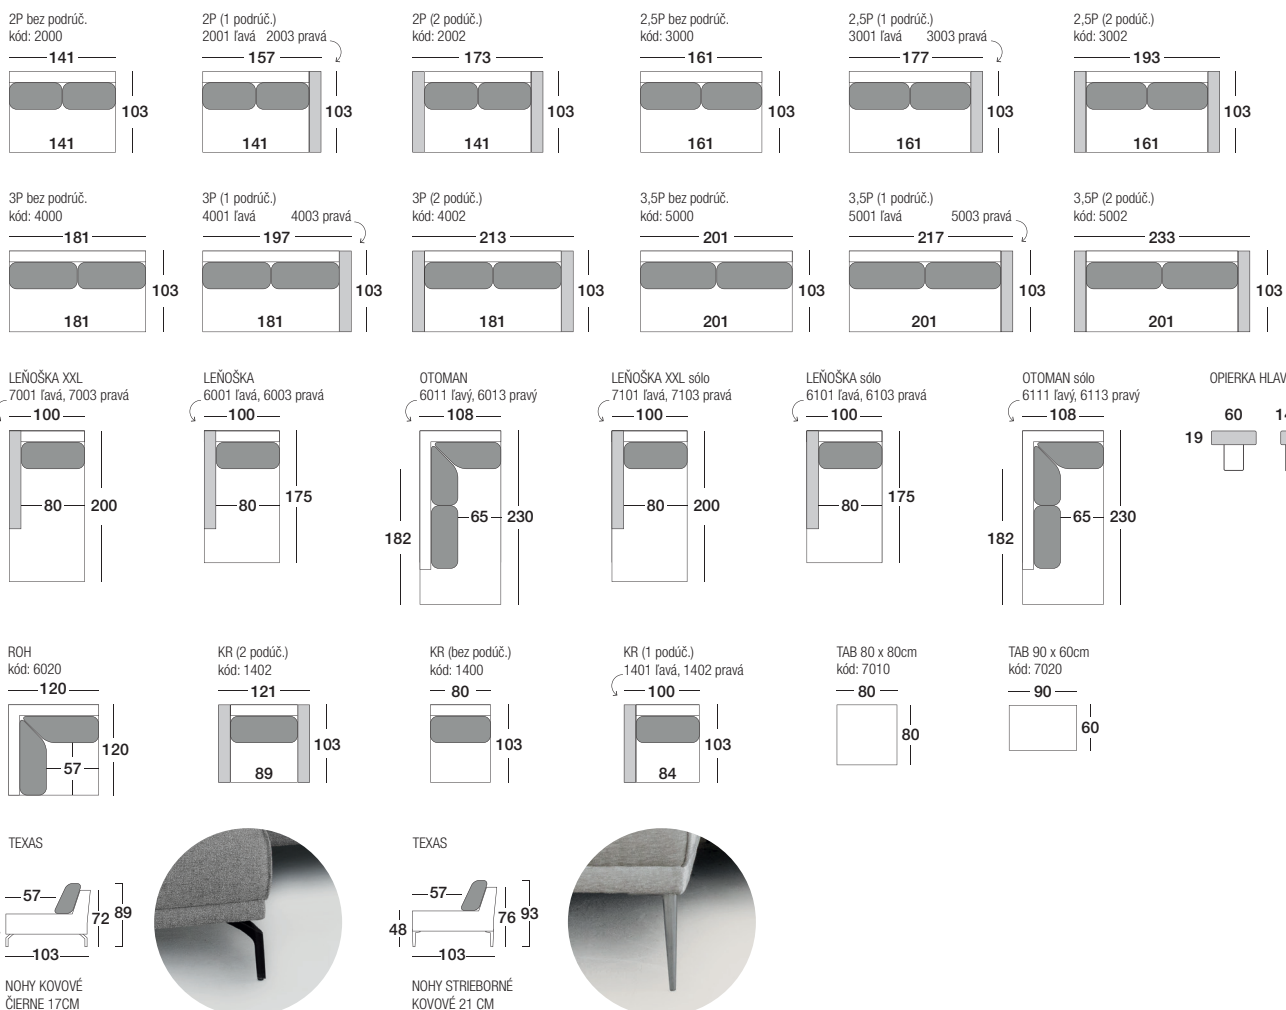 2P bez podrúč.
kód: 2000
141
103
141
2P (1 podrúč.)
2001 ľavá 2003 pravá
157
103
141
2P (2 podúč.)
kód: 2002
173
103
141
2,5P bez podrúč.
kód: 3000
161
103
161
2,5P (1 podrúč.)
3001 ľavá 3003 pravá
177
103
161
2,5P (2 podúč.)
kód: 3002
193
103
161
3P bez podrúč.
kód: 4000
181
103
181
3P (1 podrúč.)
4001 ľavá 4003 pravá
197
103
181
3P (2 podúč.)
kód: 4002
213
103
181
3,5P bez podrúč.
kód: 5000
201
103
201
3,5P (1 podrúč.)
5001 ľavá 5003 pravá
217
103
201
3,5P (2 podúč.)
kód: 5002
233
103
201
LEŇOŠKA XXL
7001 ľavá, 7003 pravá
100
80
200
LEŇOŠKA
6001 ľavá, 6003 pravá
100
80
175
OTOMAN
6011 ľavý, 6013 pravý
108
65
230
182
LEŇOŠKA XXL sólo
7101 ľavá, 7103 pravá
100
80
200
LEŇOŠKA sólo
6101 ľavá, 6103 pravá
100
80
175
OTOMAN sólo
6111 ľavý, 6113 pravý
108
65
230
182
OPIERKA HLAV
60
19
ROH
kód: 6020
120
120
57
KR (2 podúč.)
kód: 1402
121
103
89
KR (bez podúč.)
kód: 1400
80
103
KR (1 podúč.)
1401 ľavá, 1402 pravá
100
103
84
TAB 80 x 80cm
kód: 7010
80
80
TAB 90 x 60cm
kód: 7020
90
60
TEXAS
57
72
89
103
NOHY KOVOVÉ
ČIERNE 17CM
TEXAS
57
48
76
93
103
NOHY STRIEBORNÉ
KOVOVÉ 21 CM